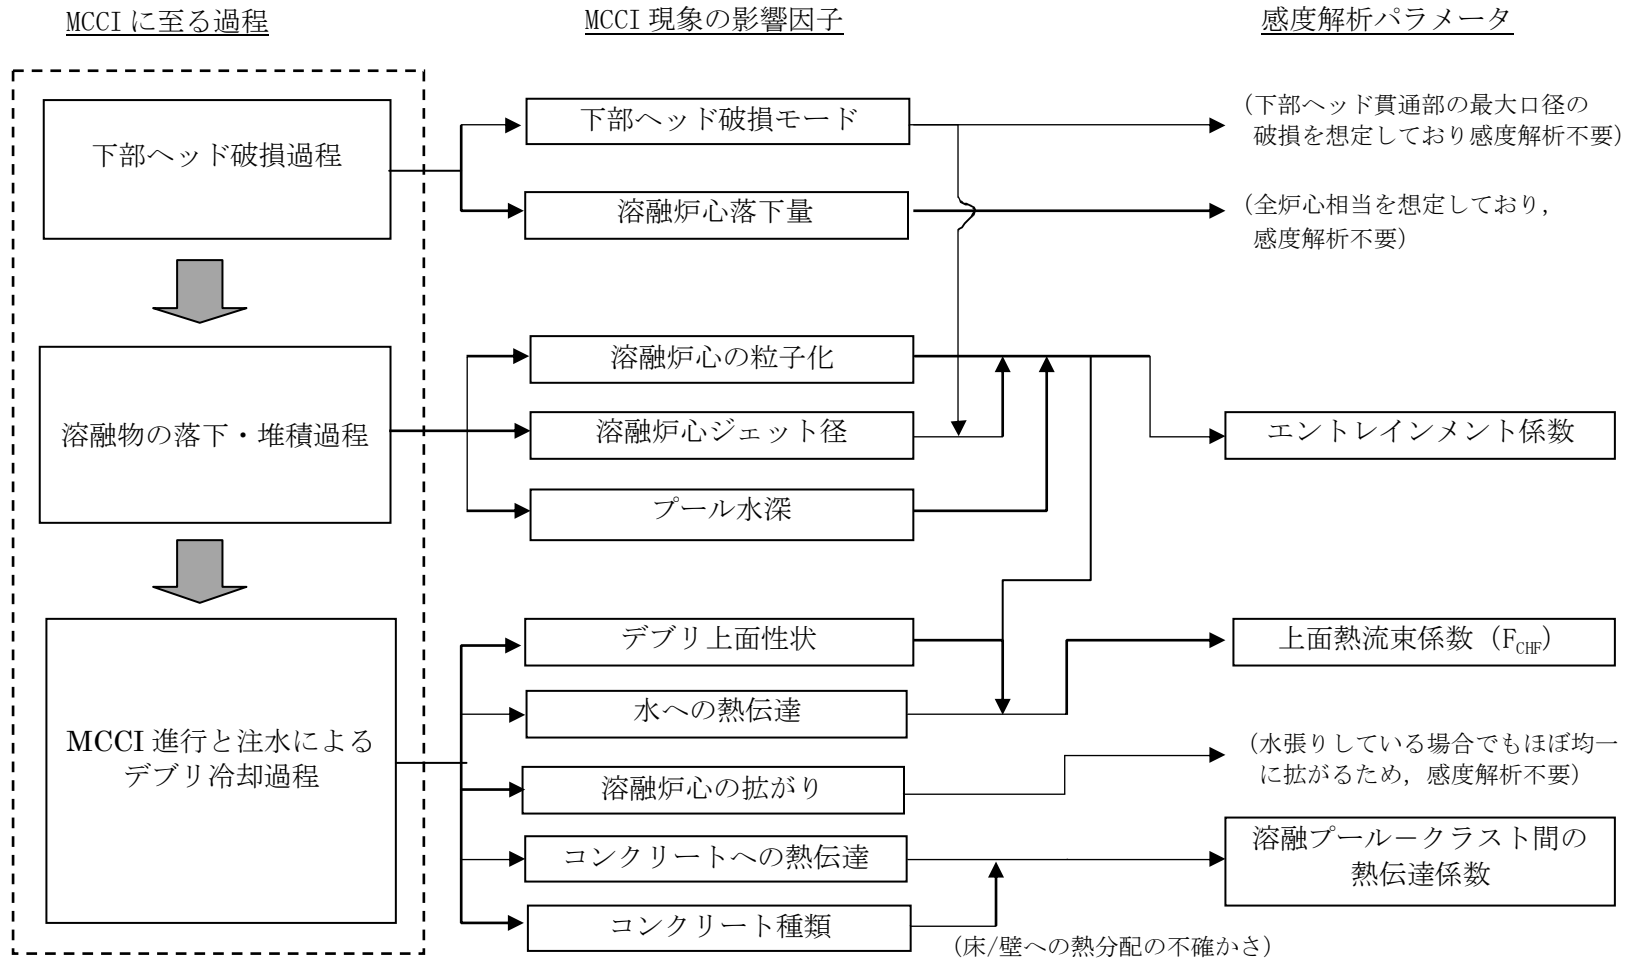 MCCI に至る過程
MCCI 現象の影響因子
感度解析パラメータ
下部ヘッド破損過程
下部ヘッド破損モード
(下部ヘッド貫通部の最大口径の
破損を想定しており感度解析不要)
溶融炉心落下量
(全炉心相当を想定しており,
感度解析不要)
溶融物の落下・堆積過程
溶融炉心の粒子化
溶融炉心ジェット径
エントレインメント係数
プール水深
MCCI 進行と注水による
デブリ冷却過程
デブリ上面性状
上面熱流束係数 (FCHF)
水への熱伝達
溶融炉心の拡がり
(水張りしている場合でもほぼ均一
に拡がるため, 感度解析不要)
コンクリートへの熱伝達
溶融プール－クラスト間の
熱伝達係数
コンクリート種類
(床/壁への熱分配の不確かさ)